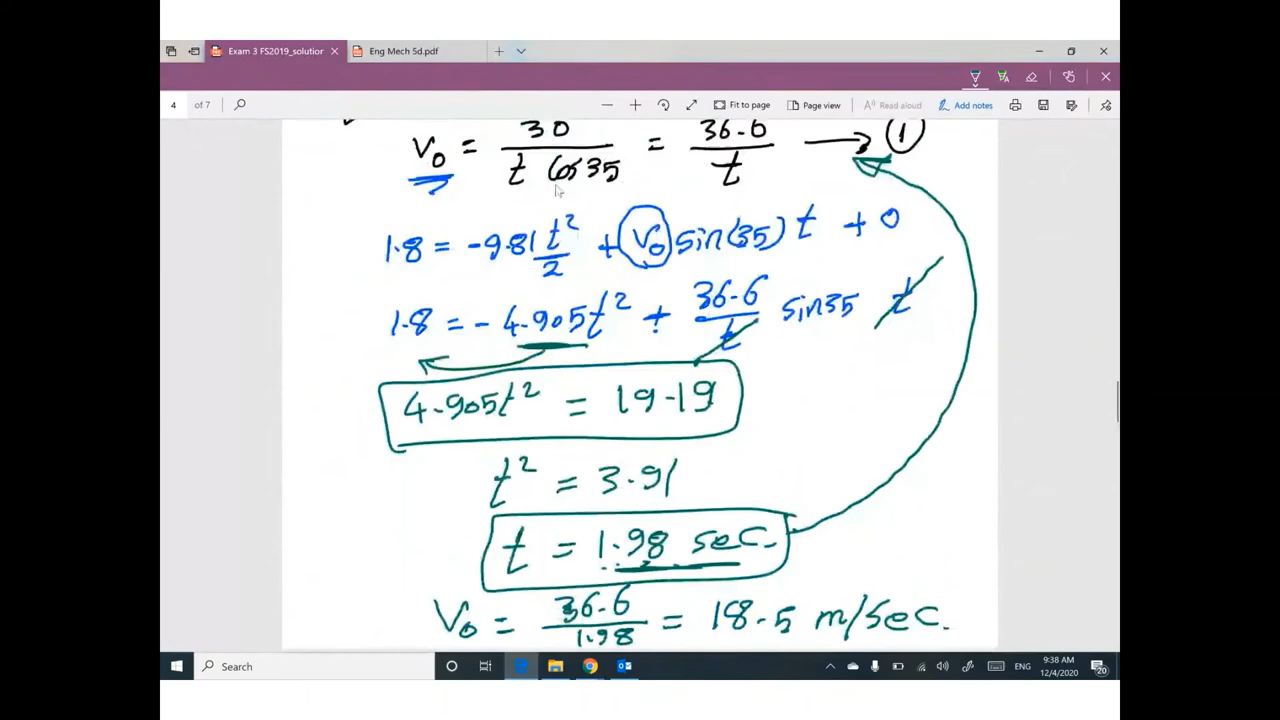 Exam 3 FS2019_solutior
Eng Mech 5d.pdf
4 of 7
Fit to page
Page view
Read aloud
Add notes
V₀ = 30 / t Cos35 = 36.6 / t → ①
1.8 = -9.81 t²/2 + V₀ sin(35) t + 0
1.8 = - 4.905t² + 36.6/t sin35 t
4.905t² = 19.19
t² = 3.91
t = 1.98 sec.
V₀ = 36.6 / 1.98 = 18.5 m/sec.
Search
ENG
9:38 AM
12/4/2020
20